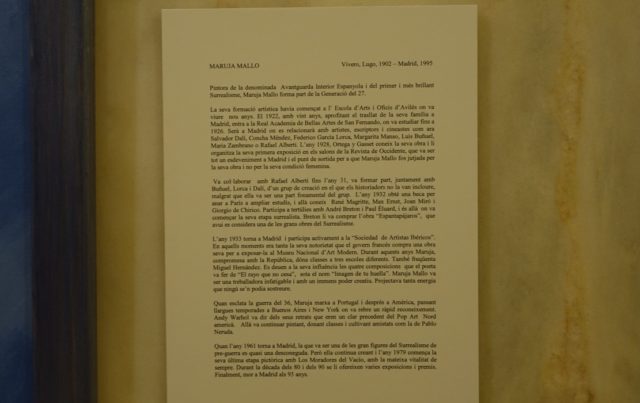 MARUJA MALLO Vivero, Lugo, 1902 – Madrid, 1995
Pintora de la denominada Avantguarda Interior Espanyola i del primer i més brillant
Surrealisme, Maruja Mallo forma part de la Generació del 27.
La seva formació artística havia començat a l' Escola d'Arts i Ofizis d'Avilés on va
viure nou anys. El 1922, amb vint anys, aprofitant el trasllat de la seva família a
Madrid, entra a la Real Academia de Bellas Artes de San Fernando, on va estudiar fins a
1926. Serà a Madrid on es relacionarà amb artistes, escriptors i cineastes com ara
Salvador Dalí, Concha Méndez, Federico García Lorca, Margarita Manso, Luis Buñuel,
María Zambrano o Rafael Alberti. L'any 1928, Ortega y Gasset coneix la seva obra i li
organitza la seva primera exposició en els salons de la Revista de Occidente, que va ser
tot un esdeveniment a Madrid i el punt de sortida per a que Maruja Mallo fos jutjada per
la seva obra i no per la seva condició femenina.
Va col·laborar amb Rafael Alberti fins l'any 31, va formar part, juntament amb
Buñuel, Lorca i Dalí, d'un grup de creació en el que els historiadors no la van incloure,
malgrat que ella va ser una part fonamental del grup. L'any 1932 obté una beca per
anar a París a ampliar estudis, i allà coneix René Magritte, Max Ernst, Joan Miró i
Giorgio de Chirico. Participa a tertúlies amb André Breton i Paul Éluard, i és allà on va
començar la seva etapa surrealista. Breton li va comprar l'obra "Espantapájaros", que
avui es considera una de les grans obres del Surrealisme.
L'any 1933 torna a Madrid i participa activament a la "Sociedad de Artistas Ibéricos".
En aquells moments era tanta la seva notorietat que el govern francés compra una obra
seva per a exposar-la al Museo Nacional d'Art Modern. Durant aquests anys Maruja,
compromesa amb la República, dóna classes a tres escoles diferents. També freqüenta
Miguel Hernández. Es deuen a la seva influència les quatre composicions que el poeta
va fer de "El rayo que no cesa", sota el nom "Imagen de tu huella". Maruja Mallo va
ser una treballadora infatigable i amb un immens poder creatiu. Projectava tanta energia
que ningú se'n podia sostreure.
Quan esclata la guerra del 36, Maruja marxa a Portugal i després a América, passant
llargues temporades a Buenos Aires i New York on va rebre un ràpid reconeixement.
Andy Warhol va dir dels seus retrats que eren un clar precedent del Pop Art Nord
americà. Allà va continuar pintant, donant classes i cultivant amistats com la de Pablo
Neruda.
Quan l'any 1961 torna a Madrid, la que va ser una de les gran figures del Surrealisme de
pre-guerra es quasi una desconeguda. Però ella continua creant i l'any 1979 comença la
seva última etapa pictòrica amb Los Moradores del Vacío, amb la mateixa vitalitat de
sempre. Durant la dècada dels 80 i dels 90 se li ofereixen varies exposicions i premis.
Finalment, mor a Madrid als 93 anys.